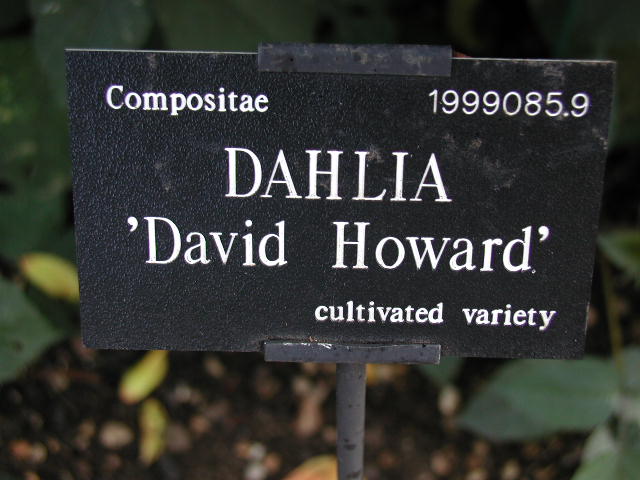 Compositae 1999085.9
DAHLIA
'David Howard'
cultivated variety